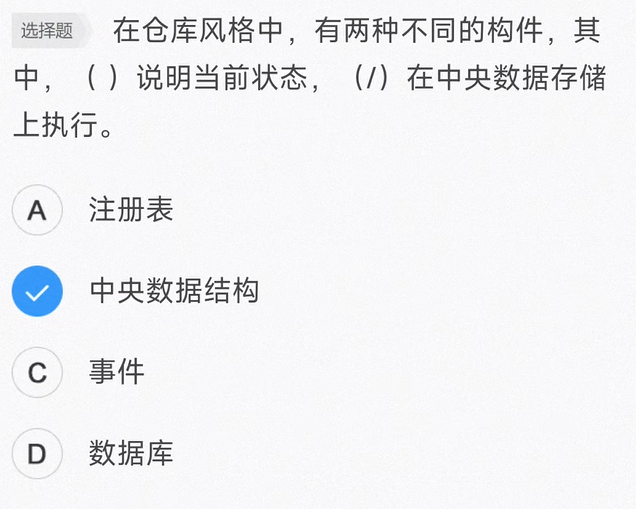 选择题 在仓库风格中，有两种不同的构件，其
中，（ ）说明当前状态，（/）在中央数据存储
上执行。
A 注册表
中央数据结构
C 事件
D 数据库